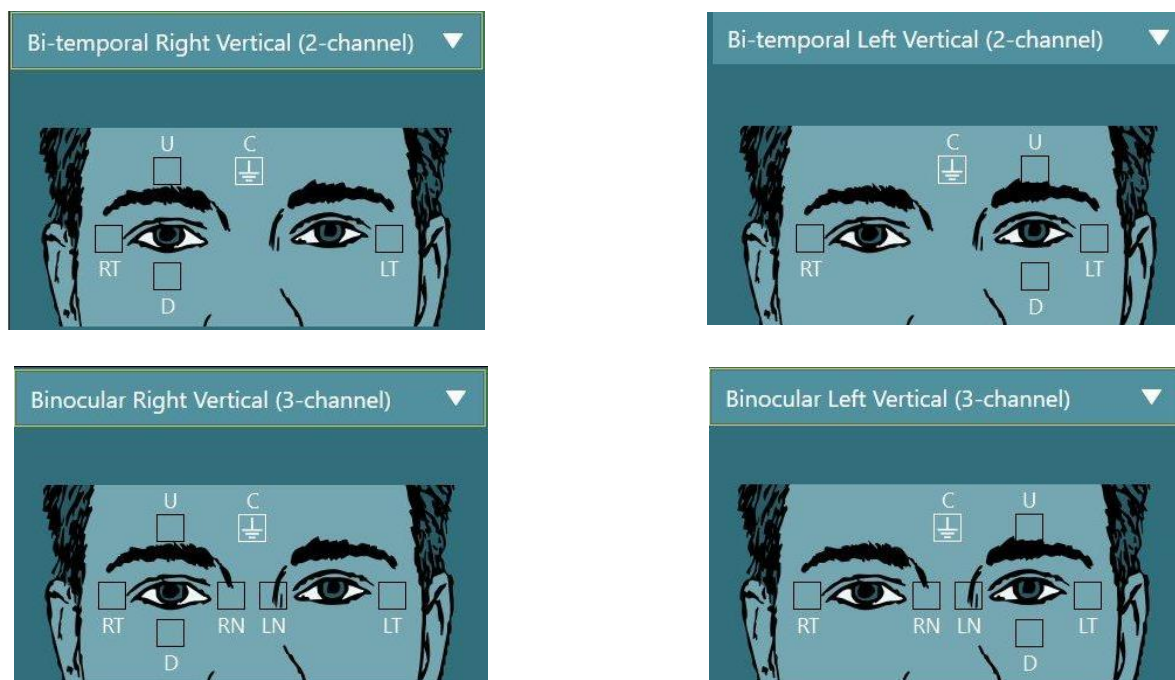 Bi-temporal Right Vertical (2-channel)
U C
RT LT
D
Bi-temporal Left Vertical (2-channel)
C U
RT LT
D
Binocular Right Vertical (3-channel)
U C
RT RN LN LT
D
Binocular Left Vertical (3-channel)
C U
RT RN LN LT
D